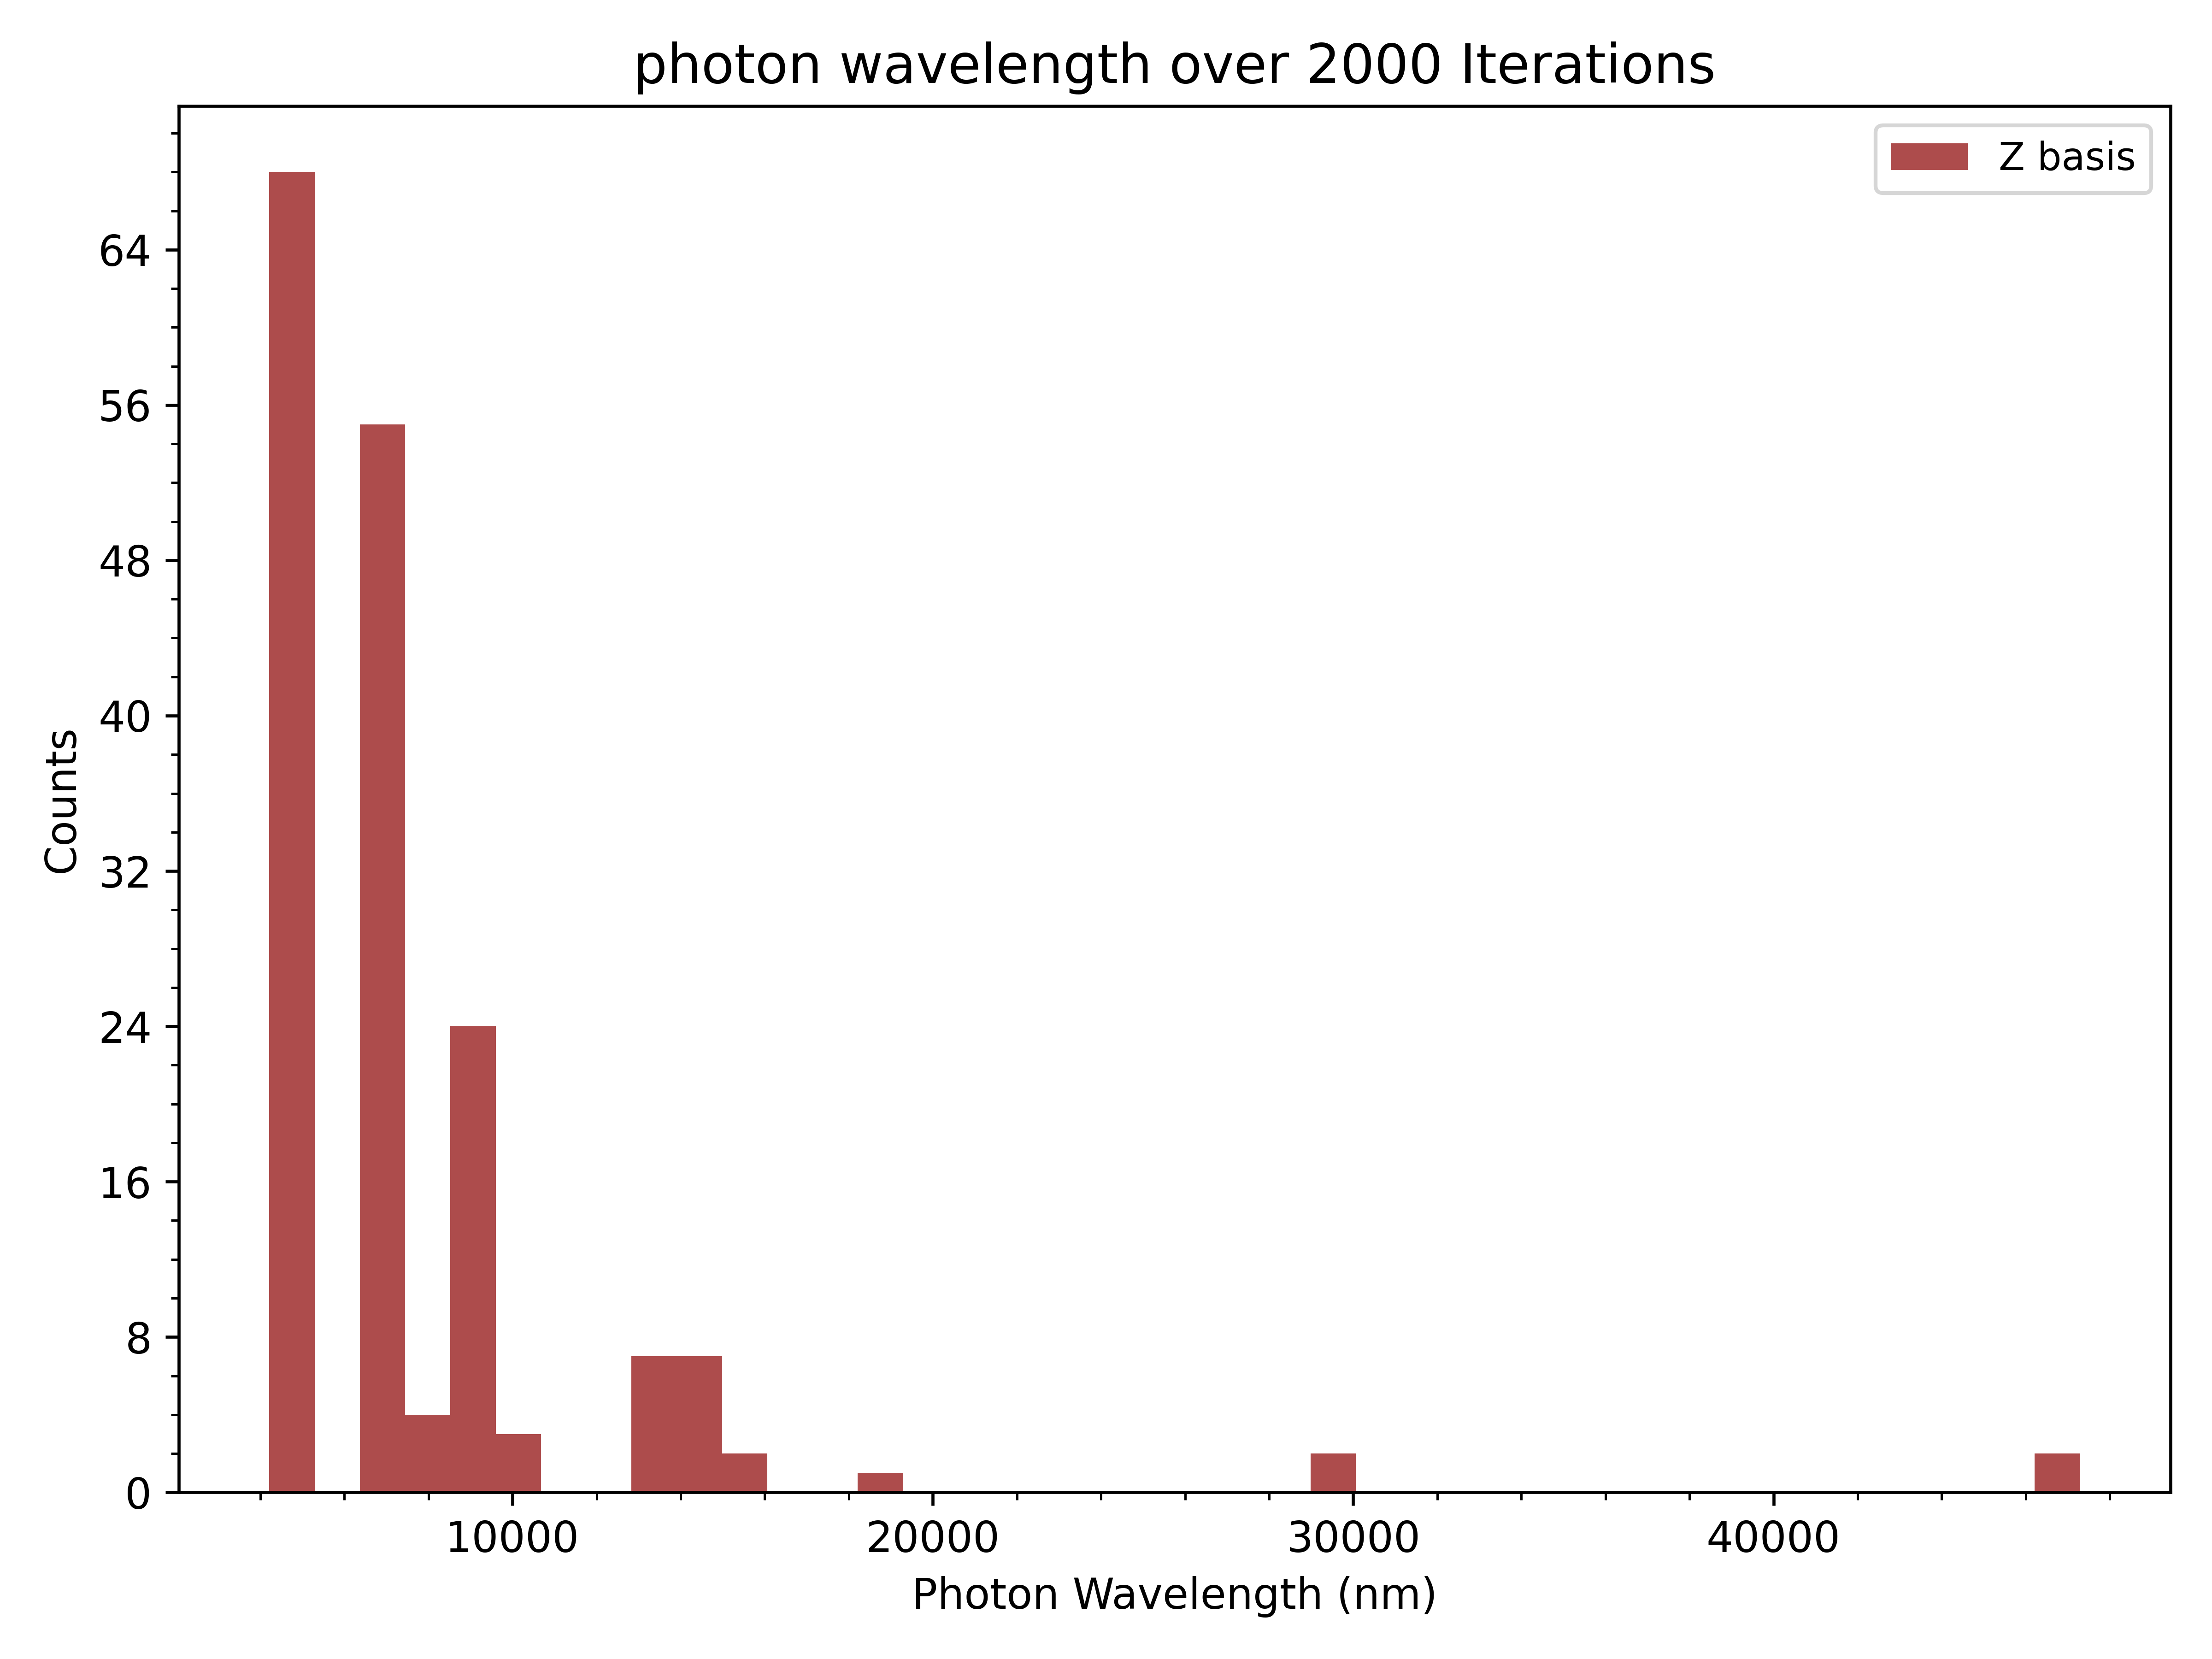 photon wavelength over 2000 Iterations
Z basis
64
56
48
40
32
24
16
8
0
Counts
10000 20000 30000 40000
Photon Wavelength (nm)